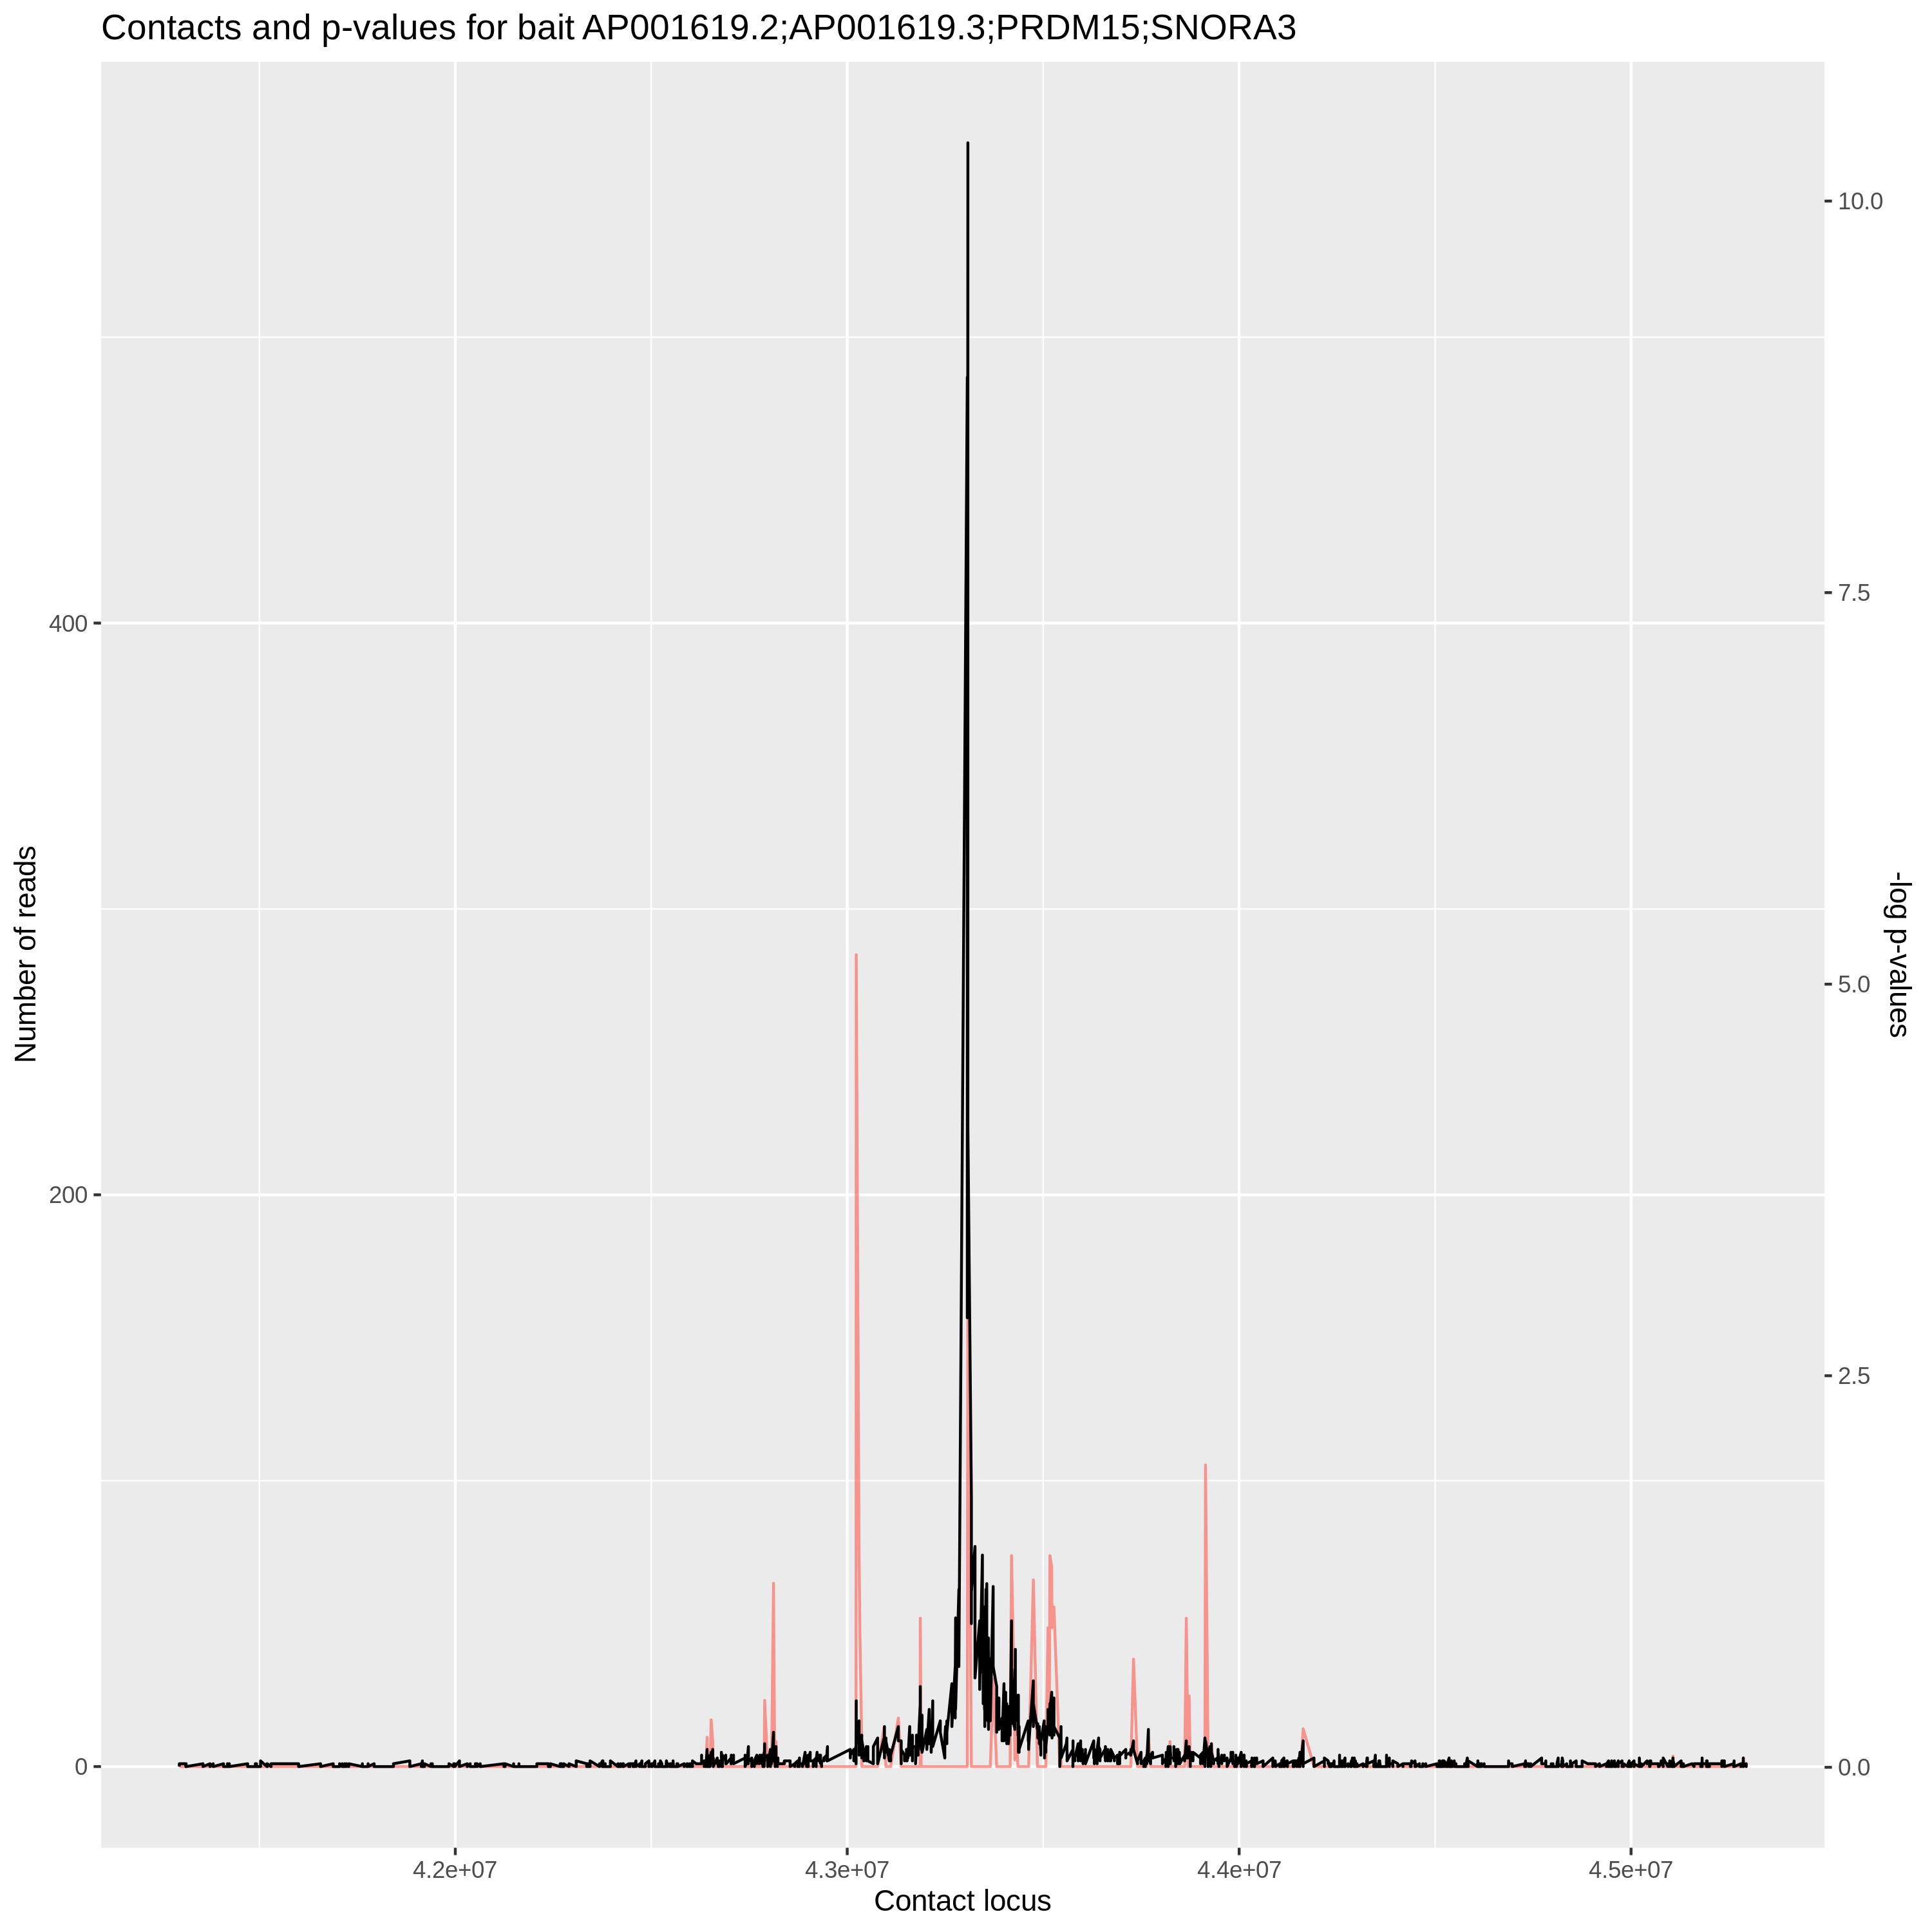 Contacts and p-values for bait AP001619.2;AP001619.3;PRDM15;SNORA3
10.0
400
7.5
Number of reads
-log p-values
5.0
200
2.5
0
0.0
4.2e+07
4.3e+07
4.4e+07
4.5e+07
Contact locus